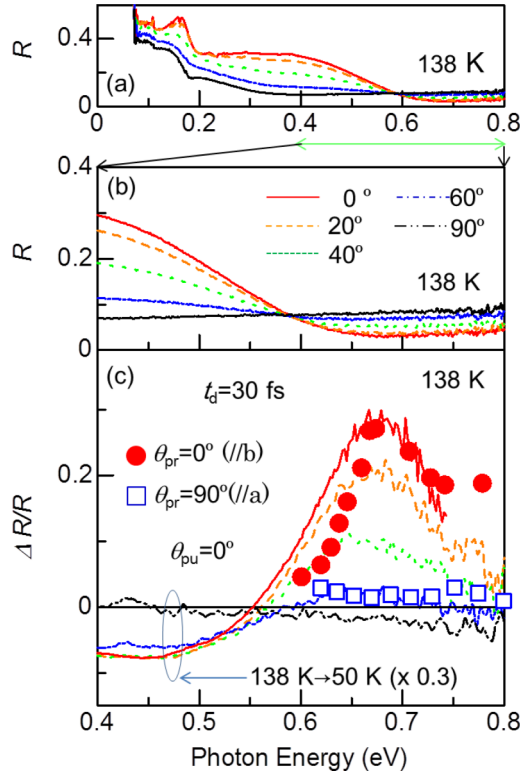 R
0.4
0
(a)
138 K
0
0.2
0.4
0.6
0.8
R
0.4
0.2
0
(b)
0 º
20º
40º
60º
90º
138 K
ΔR/R
0.2
0
(c)
138 K
td=30 fs
θpr=0º (//b)
θpr=90º(//a)
θpu=0º
138 K→50 K (x 0.3)
0.4
0.5
0.6
0.7
0.8
Photon Energy (eV)